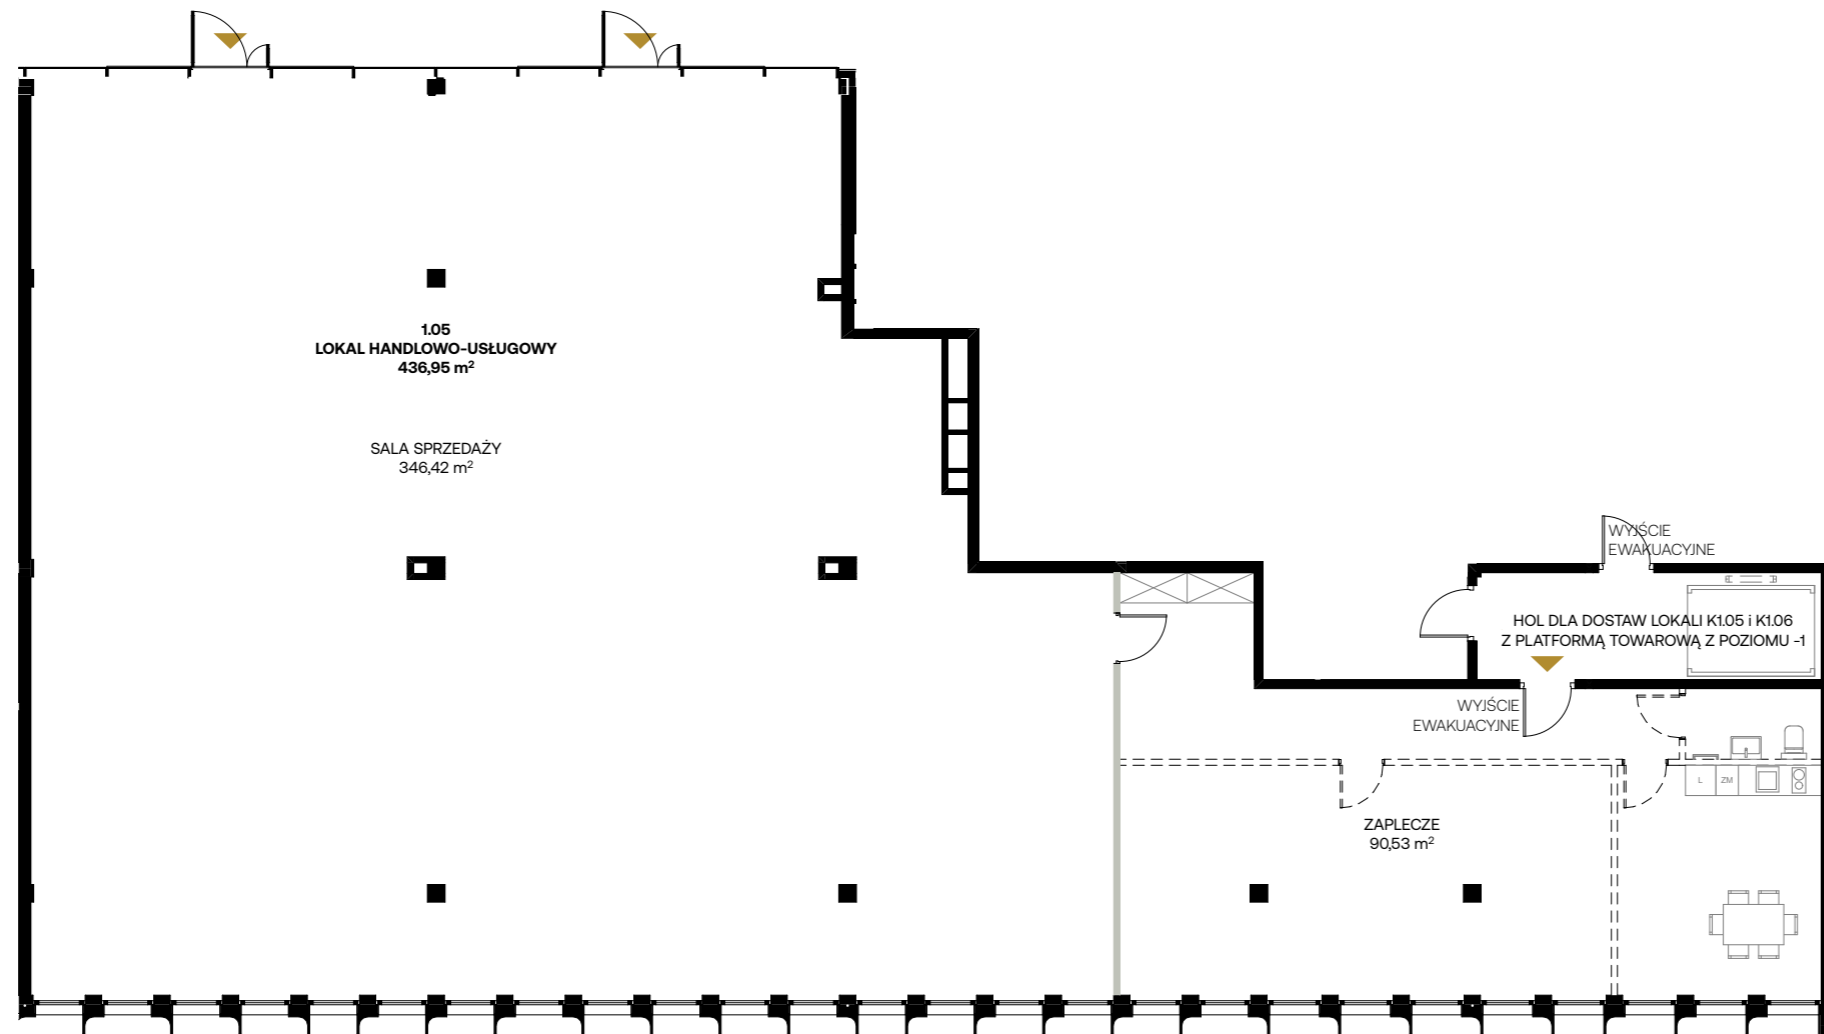 1.05
LOKAL HANDLOWO-USŁUGOWY
436,95 m²
SALA SPRZEDAŻY
346,42 m²
WYJŚCIE
EWAKUACYJNE
HOL DLA DOSTAW LOKALI K1.05 i K1.06
Z PLATFORMĄ TOWAROWĄ Z POZIOMU -1
WYJŚCIE
EWAKUACYJNE
L ZM
ZAPLECZE
90,53 m²